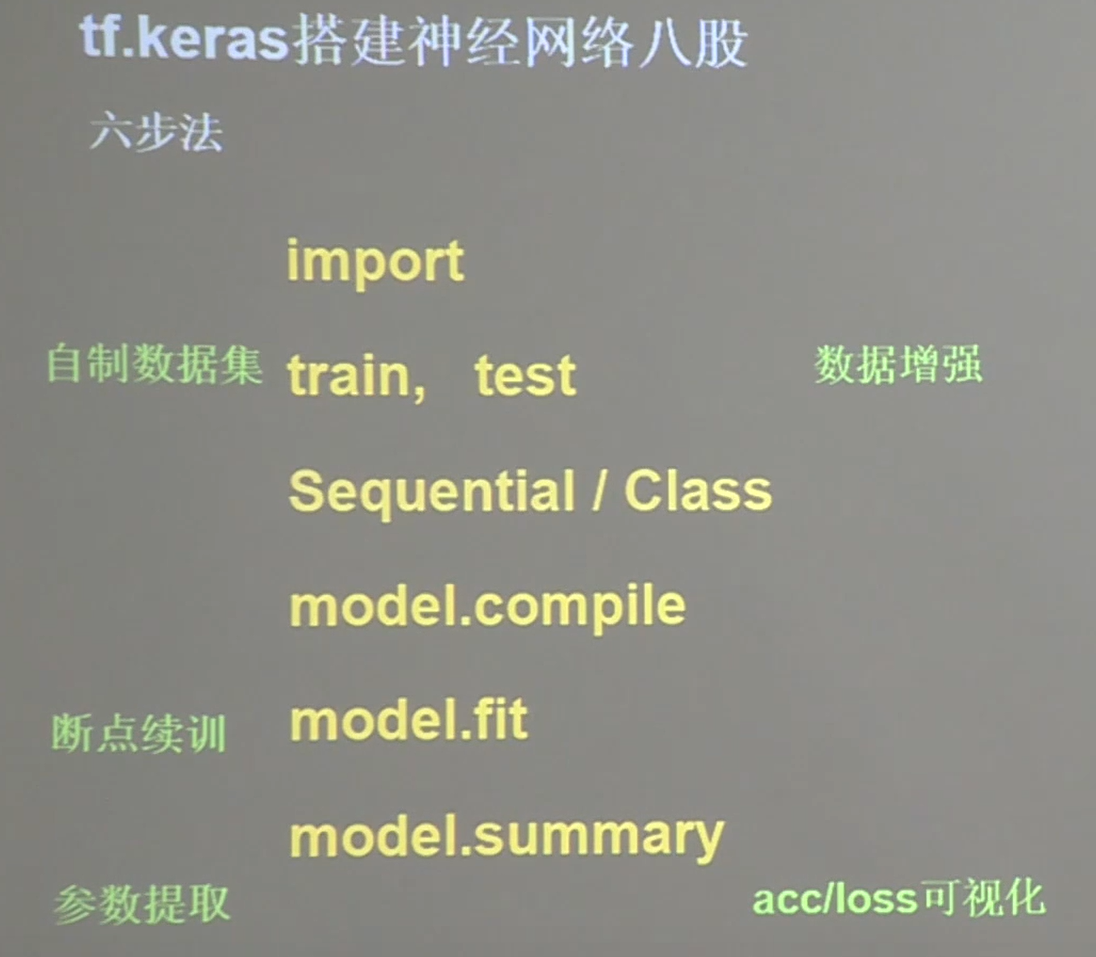 tf.keras搭建神经网络八股
六步法
import
自制数据集 train, test 数据增强
Sequential / Class
model.compile
断点续训 model.fit
model.summary
参数提取 acc/loss可视化